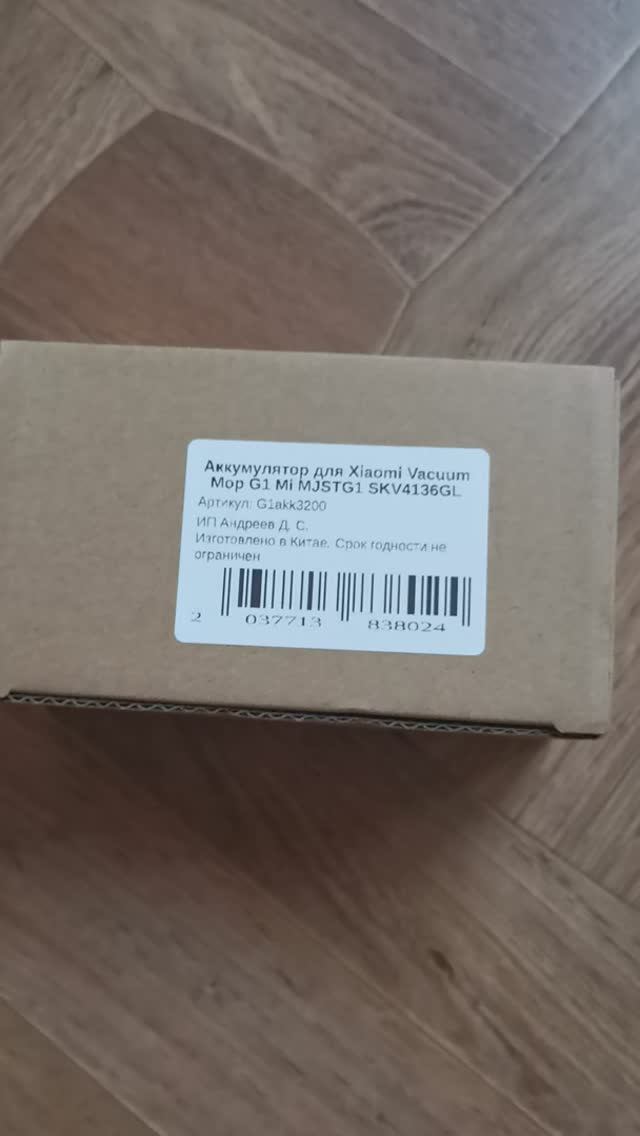 Аккумулятор для Xiaomi Vacuum
Mop G1 Mi MJSTG1 SKV4136GL
Артикул: G1akk3200
ИП Андреев Д. С.
Изготовлено в Китае. Срок годности не
ограничен
2 037713 838024